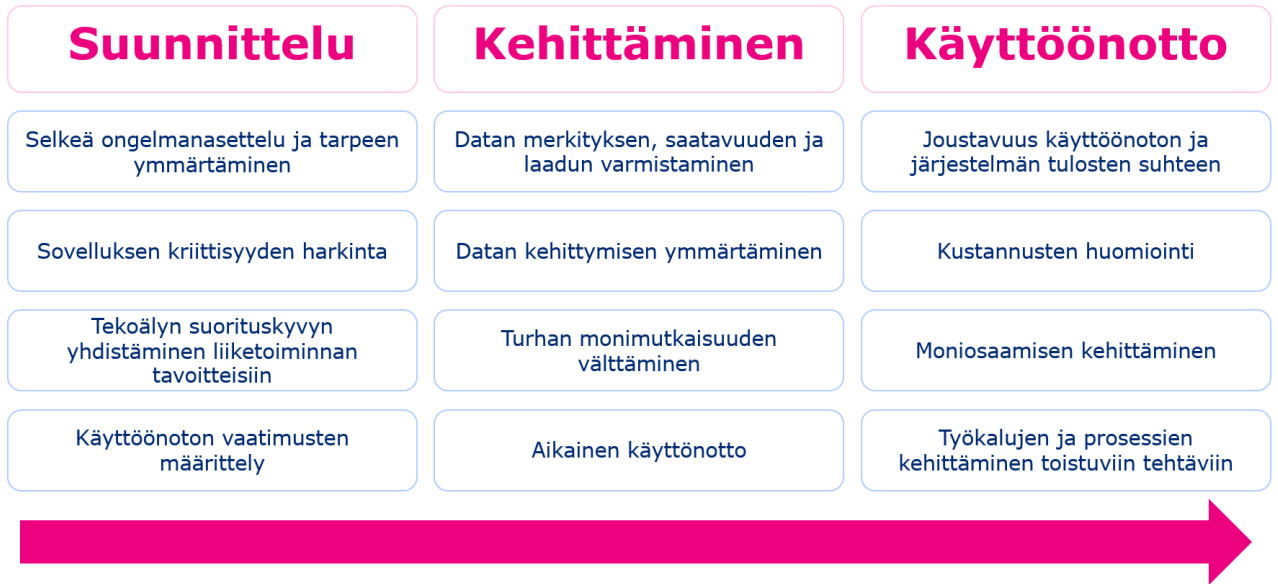 Suunnittelu
Selkeä ongelmanasettelu ja tarpeen
ymmärtäminen
Sovelluksen kriittisyyden harkinta
Tekoälyn suorituskyvyn
yhdistäminen liiketoiminnan
tavoitteisiin
Käyttöönoton vaatimusten
määrittely
Kehittäminen
Datan merkityksen, saatavuuden ja
laadun varmistaminen
Datan kehittymisen ymmärtäminen
Turhan monimutkaisuuden
välttäminen
Aikainen käyttönotto
Käyttöönotto
Joustavuus käyttöönoton ja
järjestelmän tulosten suhteen
Kustannusten huomiointi
Moniosaamisen kehittäminen
Työkalujen ja prosessien
kehittäminen toistuviin tehtäviin